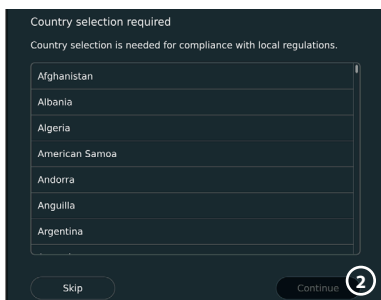 Country selection required
Country selection is needed for compliance with local regulations.
Afghanistan
Albania
Algeria
American Samoa
Andorra
Anguilla
Argentina
Skip
Continue
2